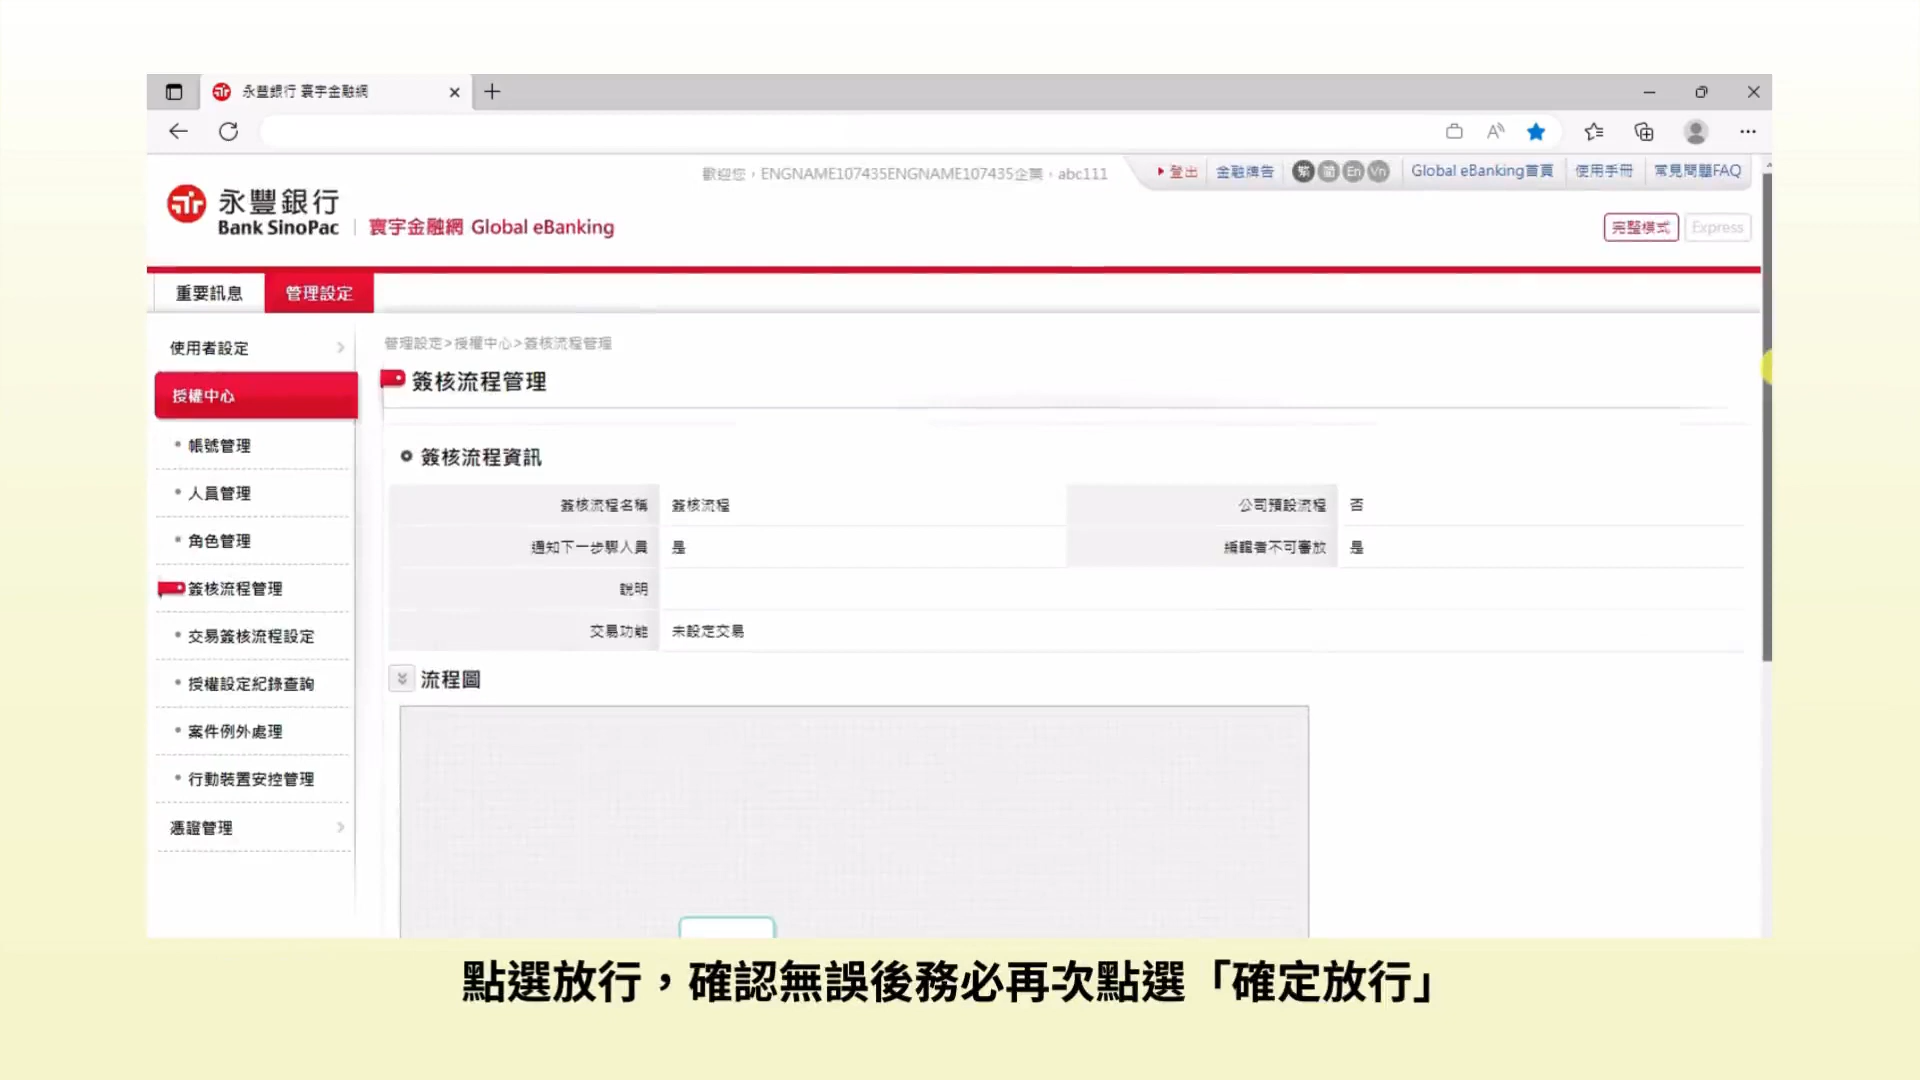 永豐銀行 寰宇金融網
歡迎您，ENGNAME107435ENGNAME107435企業，abc111
登出 金融牌告 繁 簡 En Vn Global eBanking首頁 使用手冊 常見問題FAQ
永豐銀行
Bank SinoPac
寰宇金融網 Global eBanking
完整模式 Express
重要訊息 管理設定
使用者設定
授權中心
帳號管理
人員管理
角色管理
簽核流程管理
交易簽核流程設定
授權設定紀錄查詢
案件例外處理
行動裝置安控管理
憑證管理
管理設定>授權中心>簽核流程管理
簽核流程管理
簽核流程資訊
簽核流程名稱 簽核流程 公司預設流程 否
通知下一步驟人員 是 編輯者不可審放 是
說明
交易功能 未設定交易
流程圖
點選放行，確認無誤後務必再次點選「確定放行」